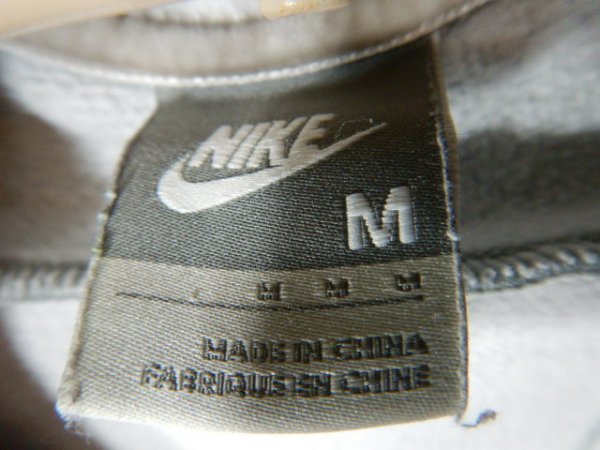 NIKE
M
M M M
MADE IN CHINA
FABRIQUE EN CHINE